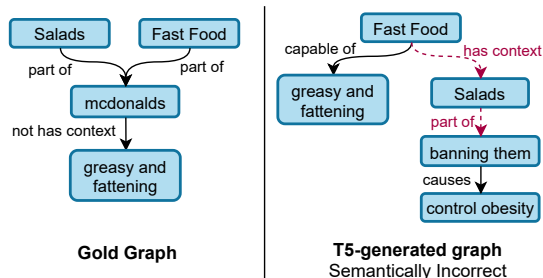 Salads
Fast Food
part of
part of
mcdonalds
not has context
greasy and
fattening
Gold Graph
Fast Food
capable of
has context
greasy and
fattening
Salads
part of
banning them
causes
control obesity
T5-generated graph
Semantically Incorrect